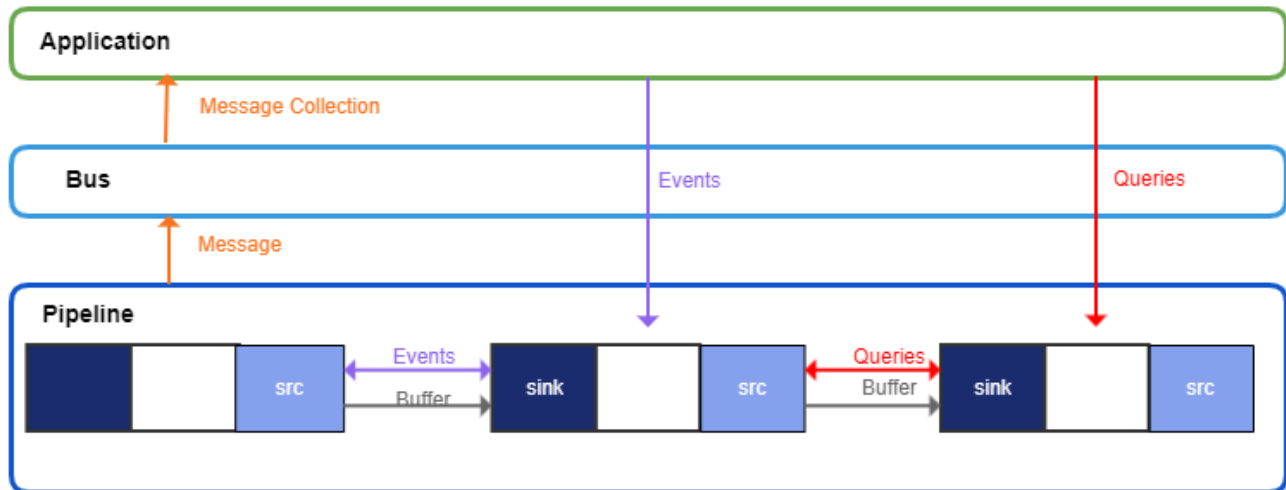 Application
Message Collection
Bus
Events
Queries
Message
Pipeline
Events
Queries
src
sink
src
sink
src
Buffer
Buffer